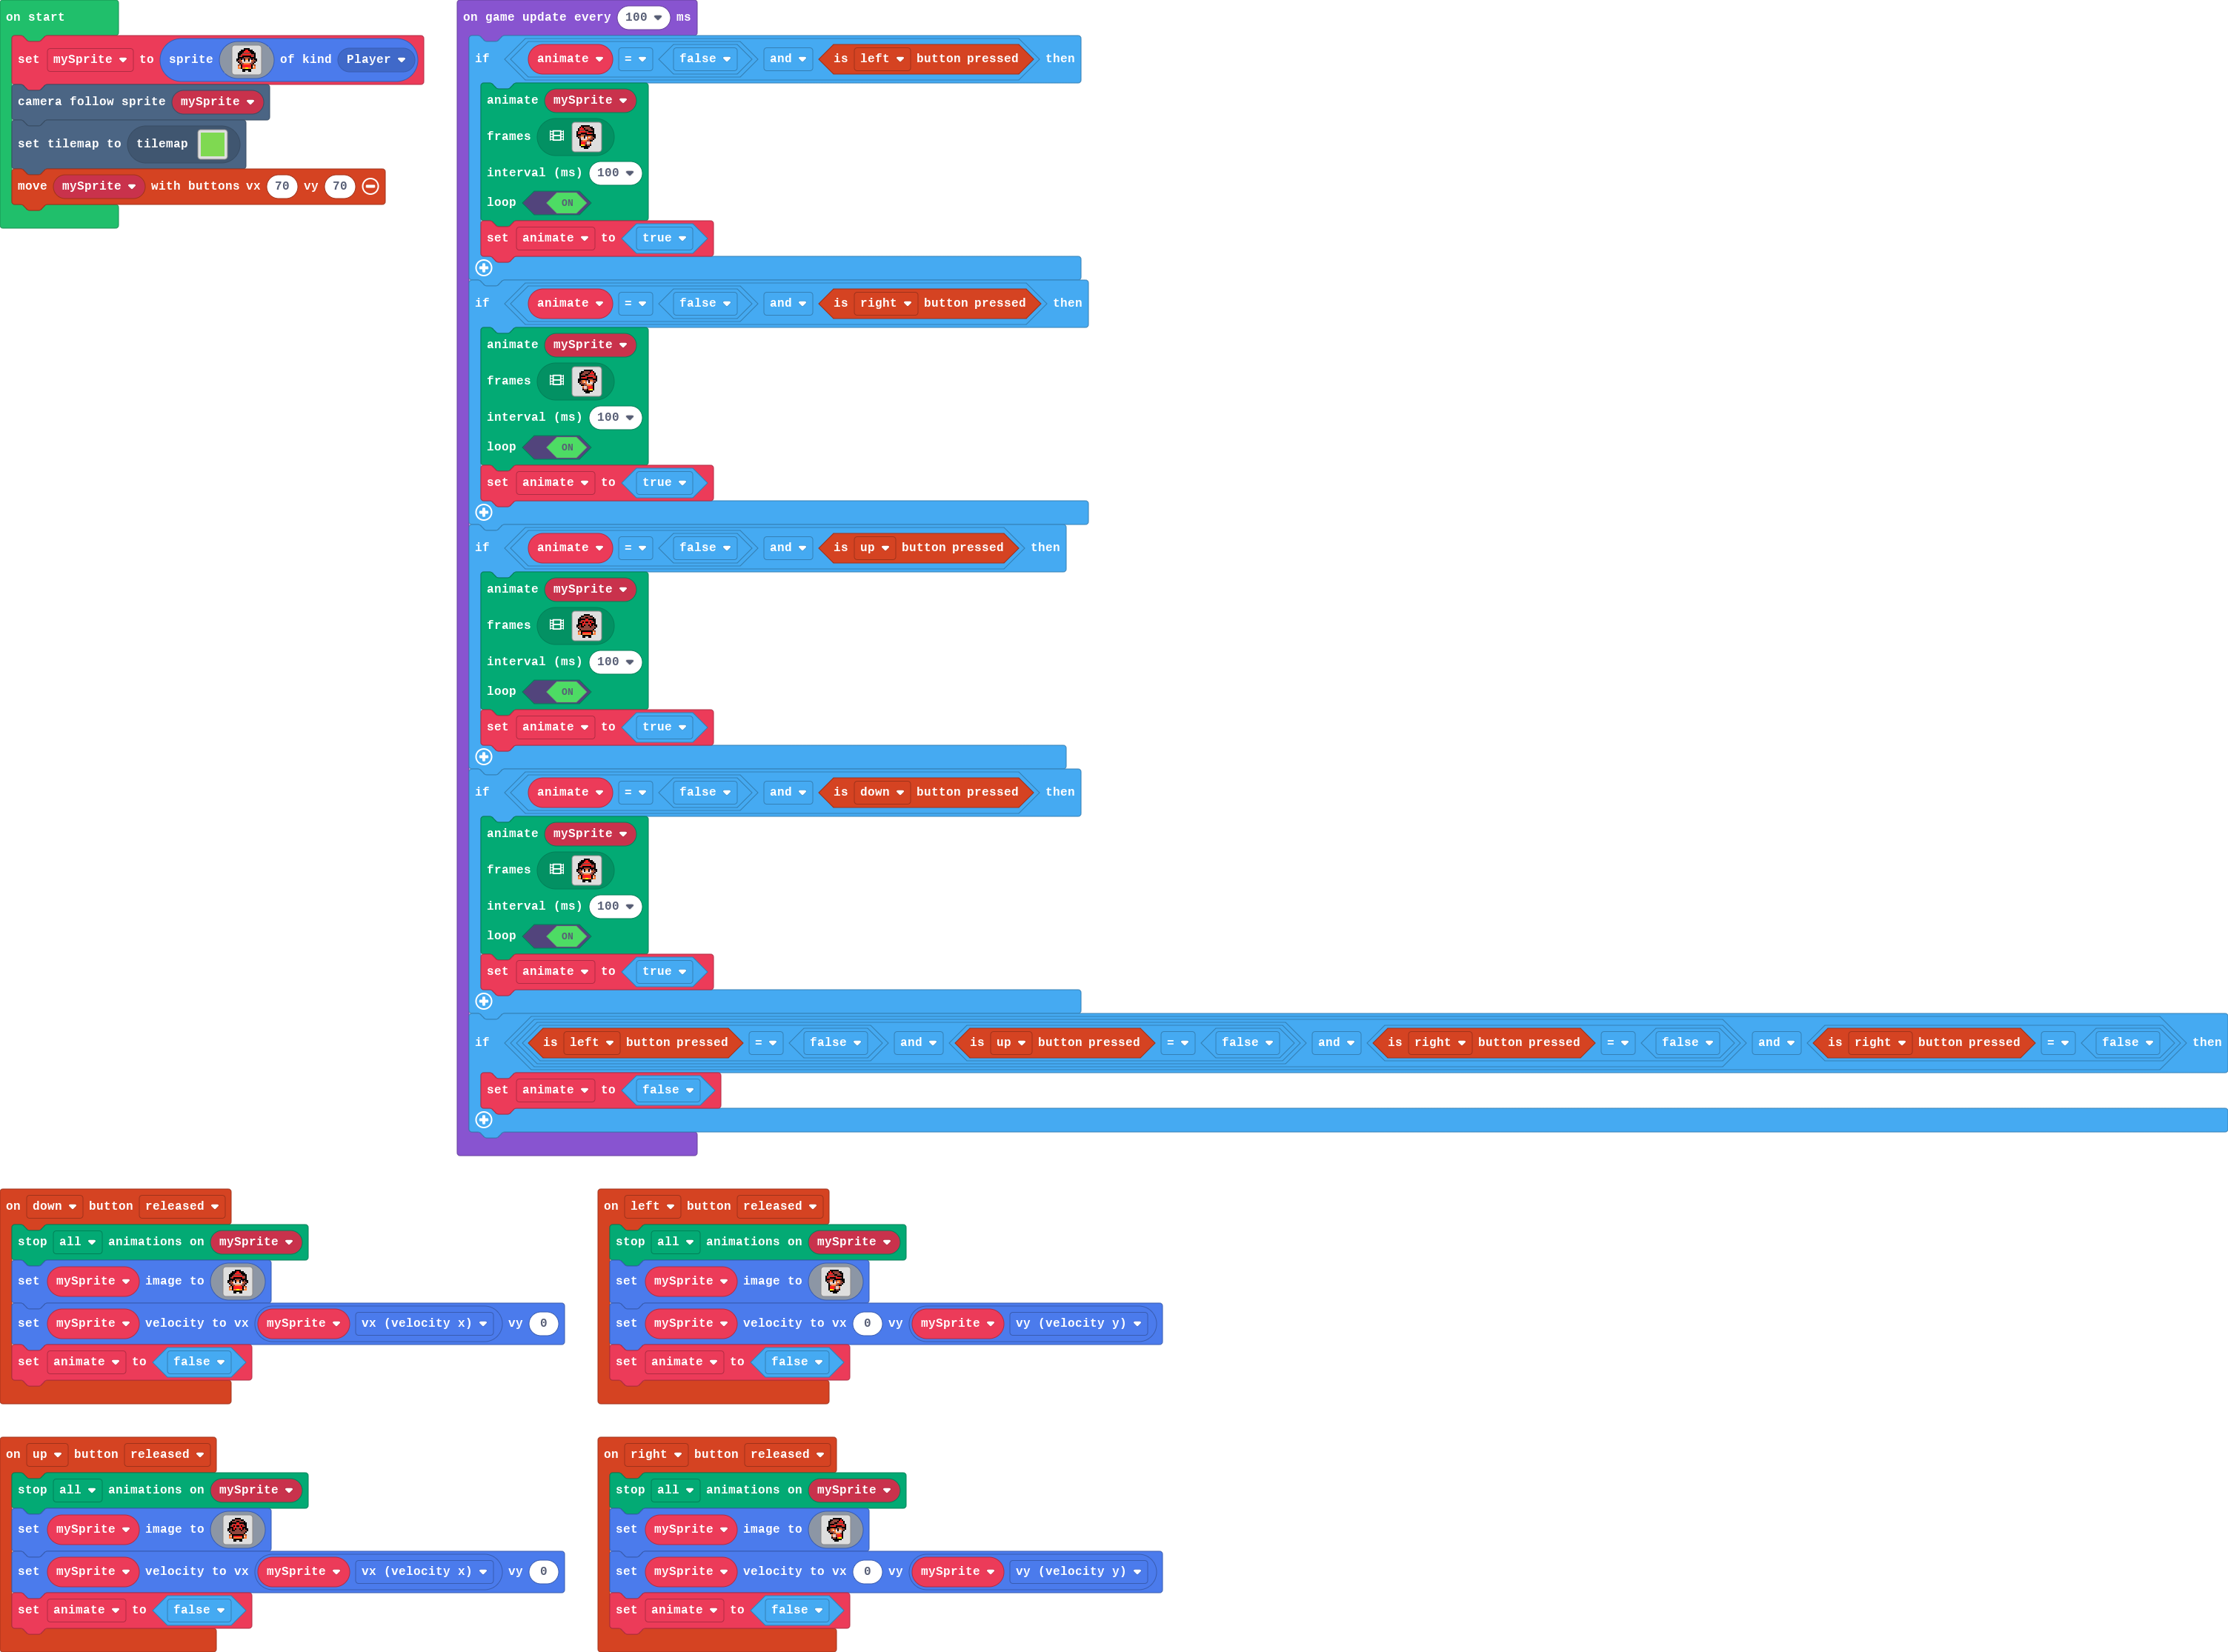 on start
set mySprite to sprite of kind Player
camera follow sprite mySprite
set tilemap to tilemap
move mySprite with buttons vx 70 vy 70
on game update every 100 ms
if animate = false and is left button pressed then
animate mySprite
frames
interval (ms) 100
loop ON
set animate to true
if animate = false and is right button pressed then
animate mySprite
frames
interval (ms) 100
loop ON
set animate to true
if animate = false and is up button pressed then
animate mySprite
frames
interval (ms) 100
loop ON
set animate to true
if animate = false and is down button pressed then
animate mySprite
frames
interval (ms) 100
loop ON
set animate to true
if is left button pressed = false and is up button pressed = false and is right button pressed = false and is right button pressed = false then
set animate to false
on down button released
stop all animations on mySprite
set mySprite image to
set mySprite velocity to vx mySprite vx (velocity x) vy 0
set animate to false
on left button released
stop all animations on mySprite
set mySprite image to
set mySprite velocity to vx 0 vy mySprite vy (velocity y)
set animate to false
on up button released
stop all animations on mySprite
set mySprite image to
set mySprite velocity to vx mySprite vx (velocity x) vy 0
set animate to false
on right button released
stop all animations on mySprite
set mySprite image to
set mySprite velocity to vx 0 vy mySprite vy (velocity y)
set animate to false